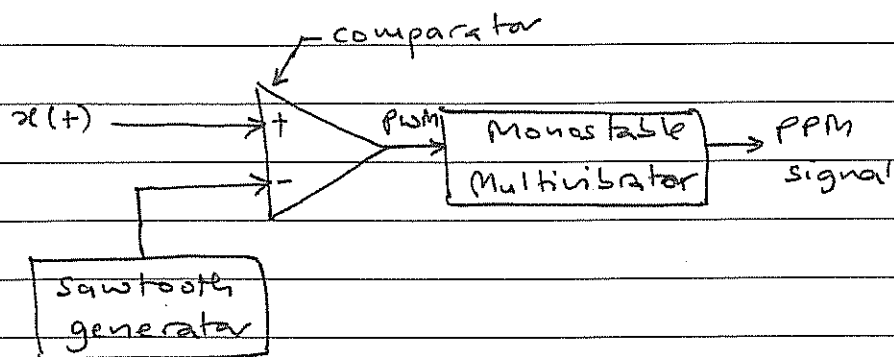 comparator
x(t)
+
-
PWM
Monostable
Multivibrator
PPM
signal
sawtooth
generator